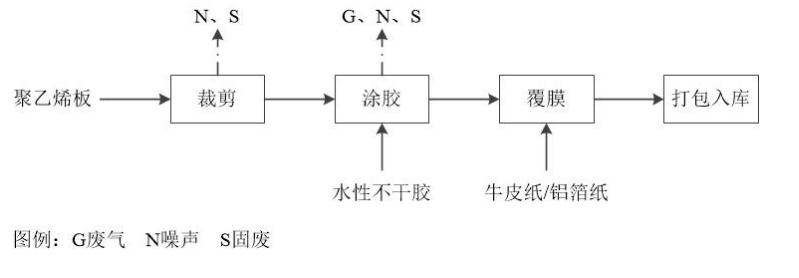 N、S
G、N、S
聚乙烯板
裁剪
涂胶
覆膜
打包入库
水性不干胶
牛皮纸/铝箔纸
图例：G废气 N噪声 S固废